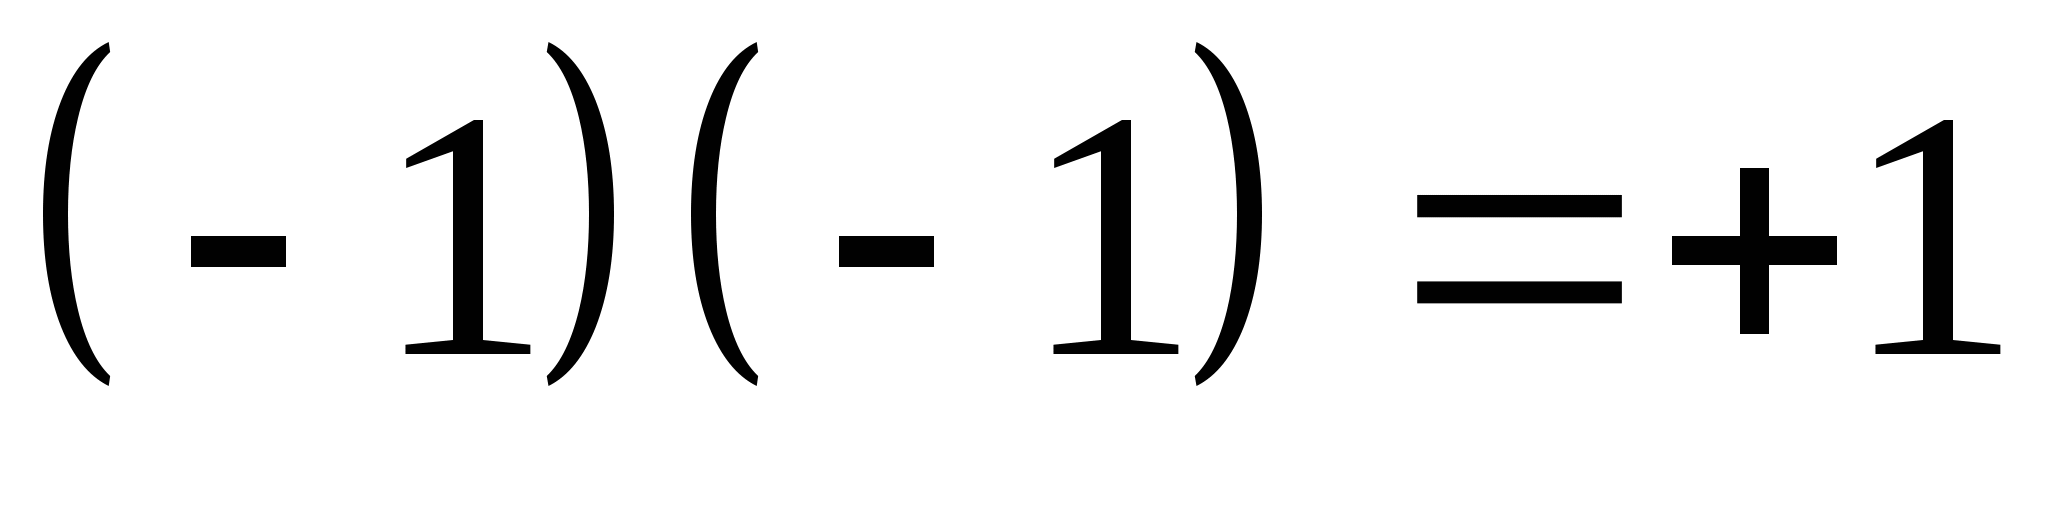 (- 1)(- 1) =+1